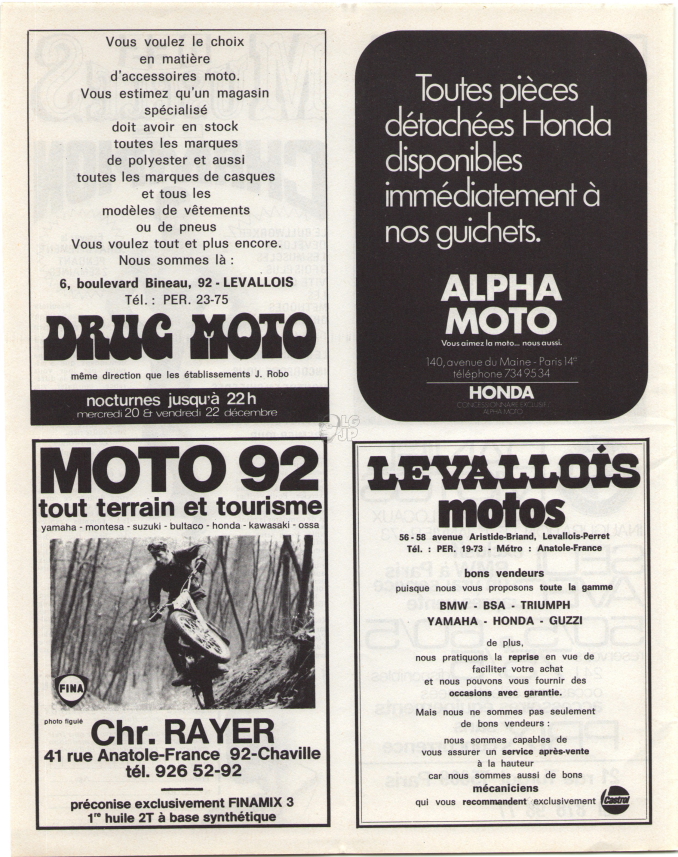 Vous voulez le choix
en matière
d'accessoires moto.
Vous estimez qu'un magasin
spécialisé
doit avoir en stock
toutes les marques
de polyester et aussi
toutes les marques de casques
et tous les
modèles de vêtements
ou de pneus
Vous voulez tout et plus encore.
Nous sommes là :
6, boulevard Bineau, 92 - LEVALLOIS
Tél. : PER. 23-75
DRUG MOTO
même direction que les établissements J. Robo
nocturnes jusqu'à 22h
mercredi 20 & vendredi 22 décembre
Toutes pièces
détachées Honda
disponibles
immédiatement à
nos guichets.
ALPHA
MOTO
Vous aimez la moto... nous aussi.
140, avenue du Maine - Paris 14e
téléphone 734 95 34
HONDA
CONCESSIONNAIRE EXCLUSIF
ALPHA MOTO
LG
JP
MOTO 92
tout terrain et tourisme
yamaha - montesa - suzuki - bultaco - honda - kawasaki - ossa
FINA
photo figulé
Chr. RAYER
41 rue Anatole-France 92-Chaville
tél. 926 52-92
préconise exclusivement FINAMIX 3
1re huile 2T à base synthétique
LEVALLOIS
motos
56 - 58 avenue Aristide-Briand, Levallois-Perret
Tél. : PER. 19-73 - Métro : Anatole-France
bons vendeurs
puisque nous vous proposons toute la gamme
BMW - BSA - TRIUMPH
YAMAHA - HONDA - GUZZI
de plus,
nous pratiquons la reprise en vue de
faciliter votre achat
et nous pouvons vous fournir des
occasions avec garantie.
Mais nous ne sommes pas seulement
de bons vendeurs :
nous sommes capables de
vous assurer un service après-vente
à la hauteur
car nous sommes aussi de bons
mécaniciens
qui vous recommandent exclusivement
Castrol